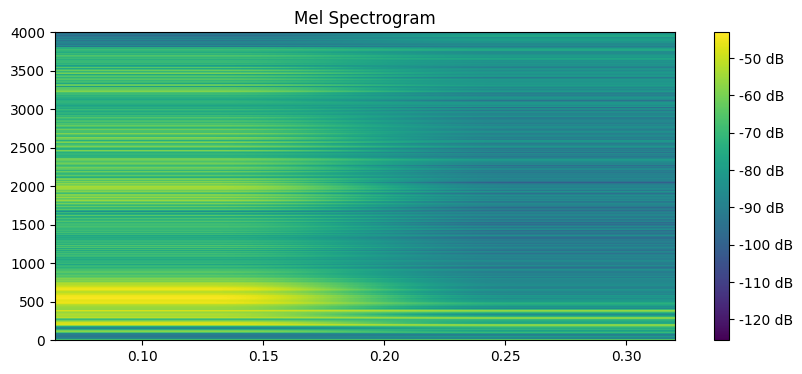 Mel Spectrogram
4000
3500
3000
2500
2000
1500
1000
500
0
0.10
0.15
0.20
0.25
0.30
-50 dB
-60 dB
-70 dB
-80 dB
-90 dB
-100 dB
-110 dB
-120 dB